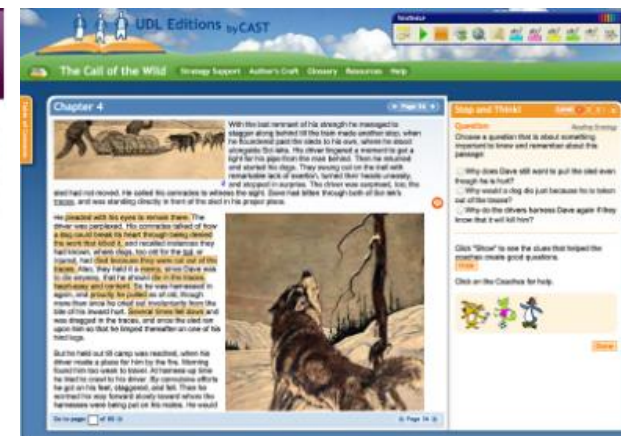 UDL Editions by CAST
The Call of the Wild Strategy Support Author's Craft Glossary Resources Help
Chapter 4
Page 34
With the last remnant of his strength he managed to
stagger along behind till the train made another stop, when
he floundered past the sleds to his own, where he stood
alongside Sol-leks. His driver lingered a moment to get a
light for his pipe from the man behind. Then he returned
and started his dogs. They swung out on the trail with
remarkable lack of exertion, turned their heads uneasily,
and stopped in surprise. The driver was surprised, too; the
sled had not moved. He called his comrades to witness the sight. Dave had bitten through both of Sol-leks's
traces, and was standing directly in front of the sled in his proper place.
He pleaded with his eyes to remain there. The
driver was perplexed. His comrades talked of how
a dog could break its heart through being denied
the work that killed it, and recalled instances they
had known, where dogs, too old for the toil, or
injured, had died because they were cut out of the
traces. Also, they held it a mercy, since Dave was
to die anyway, that he should die in the traces,
heart-easy and content. So he was harnessed in
again, and proudly he pulled as of old, though
more than once he cried out involuntarily from the
bite of his inward hurt. Several times he fell down and
was dragged in the traces, and once the sled ran
upon him so that he limped thereafter on one of his
hind legs.
But he held out till camp was reached, when his
driver made a place for him by the fire. Morning
found him too weak to travel. At harness-up time
he tried to crawl to his driver. By convulsive efforts
he got on his feet, staggered, and fell. Then he
wormed his way forward slowly toward where the
harnesses were being put on his mates. He would
Go to page: of 50
Page 34
Stop and Think!
Question
Choose a question that is about something
important to know and remember about this
passage:
Why does Dave still want to pull the sled even
though he is hurt?
Why would a dog die just because he is taken
out of the traces?
Why do the drivers harness Dave again if they
know that it will kill him?
Click "Show" to see the clues that helped the
coaches create good questions.
Click on the Coaches for help.